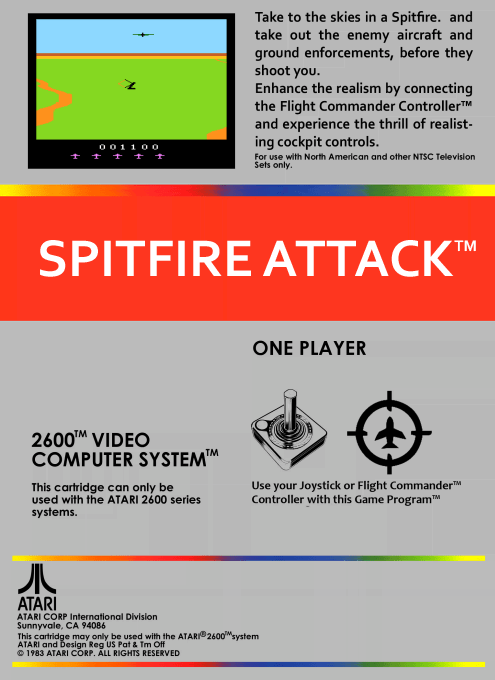 Take to the skies in a Spitfire.  and
take out the enemy aircraft and
ground enforcements, before they
shoot you.
Enhance the realism by connecting
the Flight Commander Controller™
and experience the thrill of realist-
ing cockpit controls.
For use with North American and other NTSC Television
Sets only.
001100
SPITFIRE ATTACK™
ONE PLAYER
2600™ VIDEO
COMPUTER SYSTEM™
This cartridge can only be
used with the ATARI 2600 series
systems.
Use your Joystick or Flight Commander™
Controller with this Game Program™
ATARI
ATARI CORP International Division
Sunnyvale, CA 94086
This cartridge may only be used with the ATARI®2600™system
ATARI and Design Reg US Pat & Tm Off
© 1983 ATARI CORP. ALL RIGHTS RESERVED